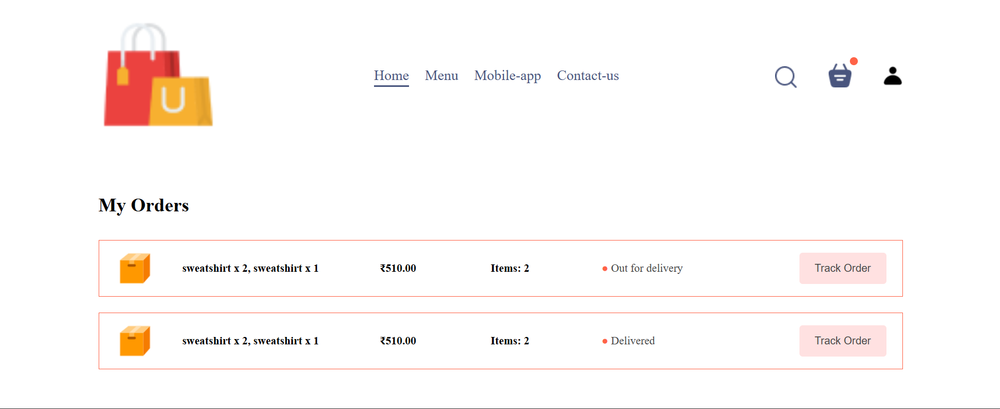 Home Menu Mobile-app Contact-us
My Orders
sweatshirt x 2, sweatshirt x 1 ₹510.00 Items: 2 ● Out for delivery Track Order
sweatshirt x 2, sweatshirt x 1 ₹510.00 Items: 2 ● Delivered Track Order